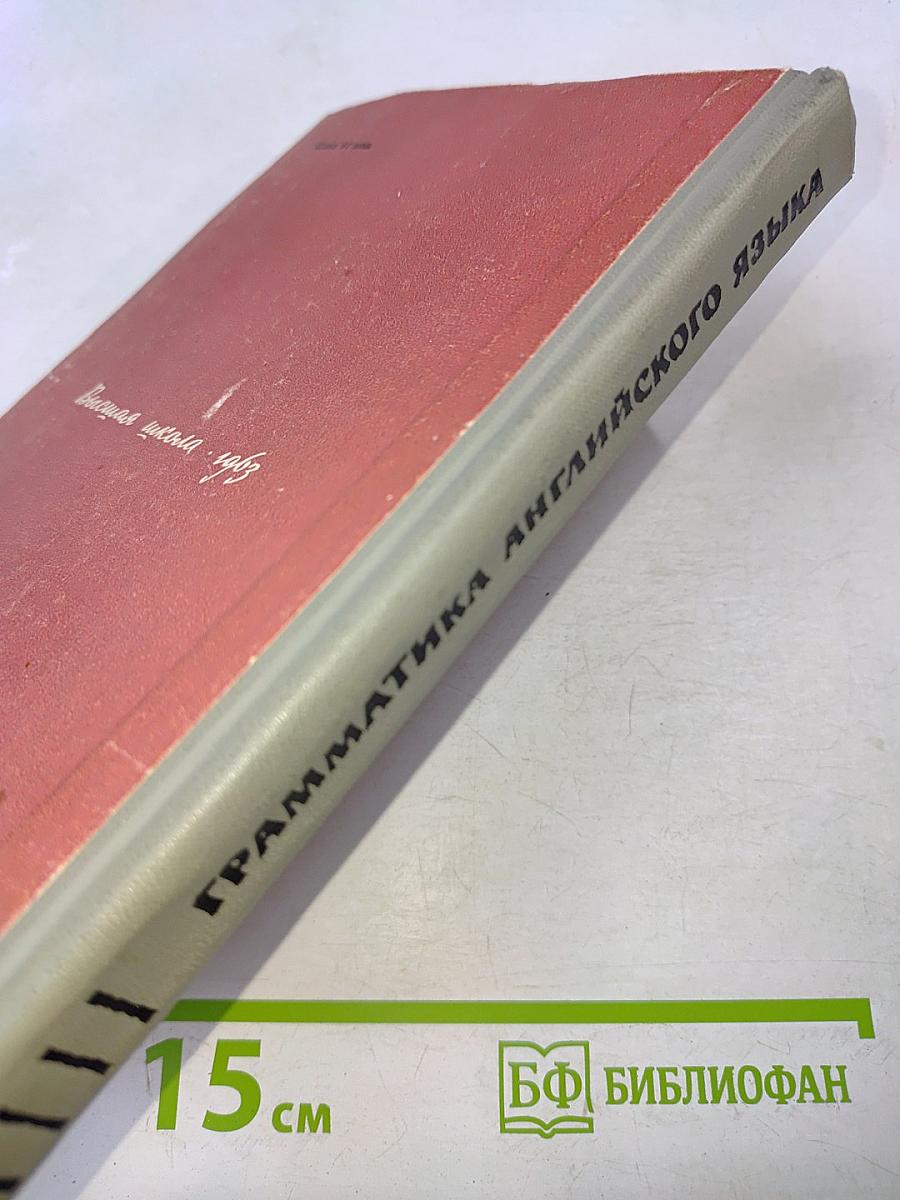 Высшая школа · 1963
ГРАММАТИКА АНГЛИЙСКОГО ЯЗЫКА
15 см
БФ БИБЛИОФАН